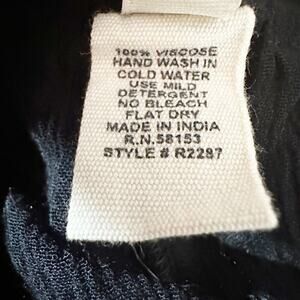 100% VISCOSE
HAND WASH IN
COLD WATER
USE MILD
DETERGENT
NO BLEACH
FLAT DRY
MADE IN INDIA
R.N.58153
STYLE # R2287